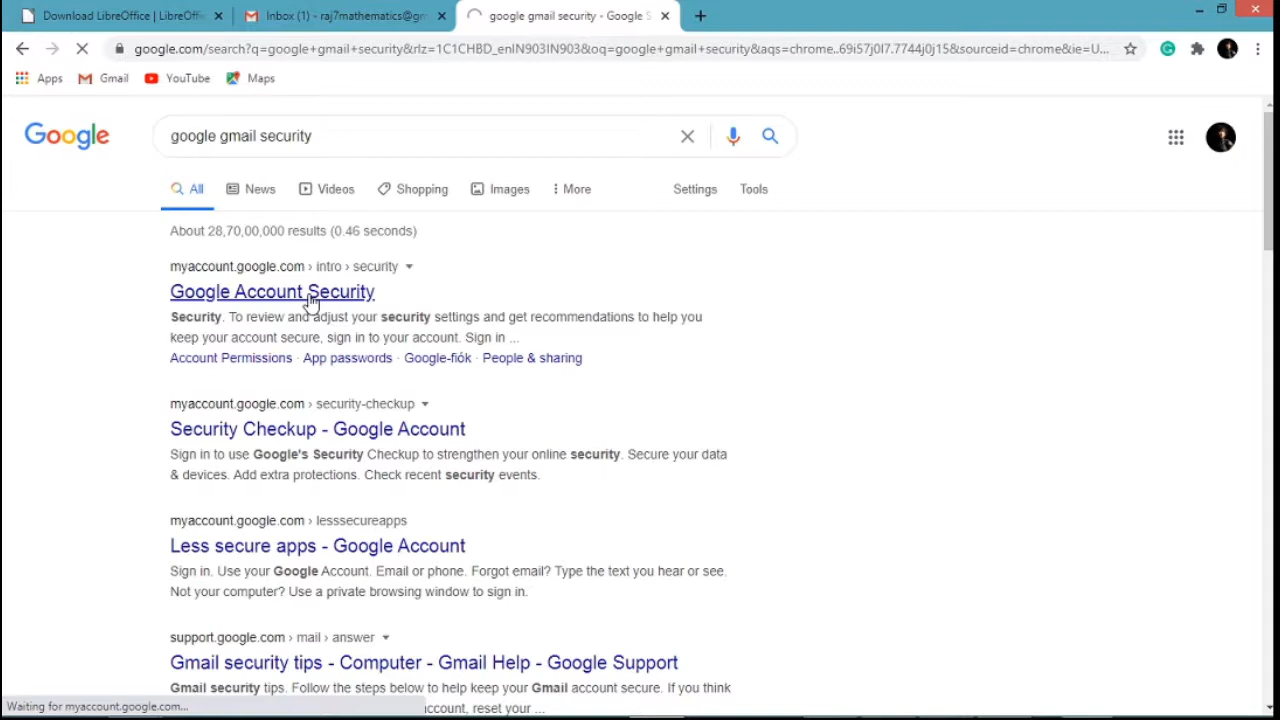 Download LibreOffice | LibreOffi
Inbox (1) - raj7mathematics@gm
google gmail security - Google S
google.com/search?q=google+gmail+security&rlz=1C1CHBD_enIN903IN903&oq=google+gmail+security&aqs=chrome..69i57j0l7.7744j0j15&sourceid=chrome&ie=U...
Apps
Gmail
YouTube
Maps
Google
google gmail security
All
News
Videos
Shopping
Images
More
Settings
Tools
About 28,70,00,000 results (0.46 seconds)
myaccount.google.com › intro › security
Google Account Security
Security. To review and adjust your security settings and get recommendations to help you
keep your account secure, sign in to your account. Sign in ...
Account Permissions · App passwords · Google-fiók · People & sharing
myaccount.google.com › security-checkup
Security Checkup - Google Account
Sign in to use Google's Security Checkup to strengthen your online security. Secure your data
& devices. Add extra protections. Check recent security events.
myaccount.google.com › lesssecureapps
Less secure apps - Google Account
Sign in. Use your Google Account. Email or phone. Forgot email? Type the text you hear or see.
Not your computer? Use a private browsing window to sign in.
support.google.com › mail › answer
Gmail security tips - Computer - Gmail Help - Google Support
Gmail security tips. Follow the steps below to help keep your Gmail account secure. If you think
account, reset your ...
Waiting for myaccount.google.com...